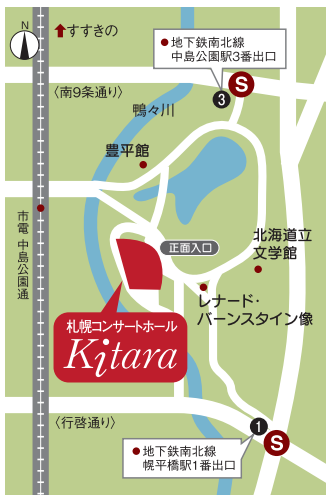 N
↑すすきの
地下鉄南北線
中島公園駅3番出口
S
3
〈南9条通り〉
鴨々川
豊平館
市電 中島公園通
正面入口
北海道立
文学館
レナード・
バーンスタイン像
札幌コンサートホール
Kitara
〈行啓通り〉
1
S
地下鉄南北線
幌平橋駅1番出口